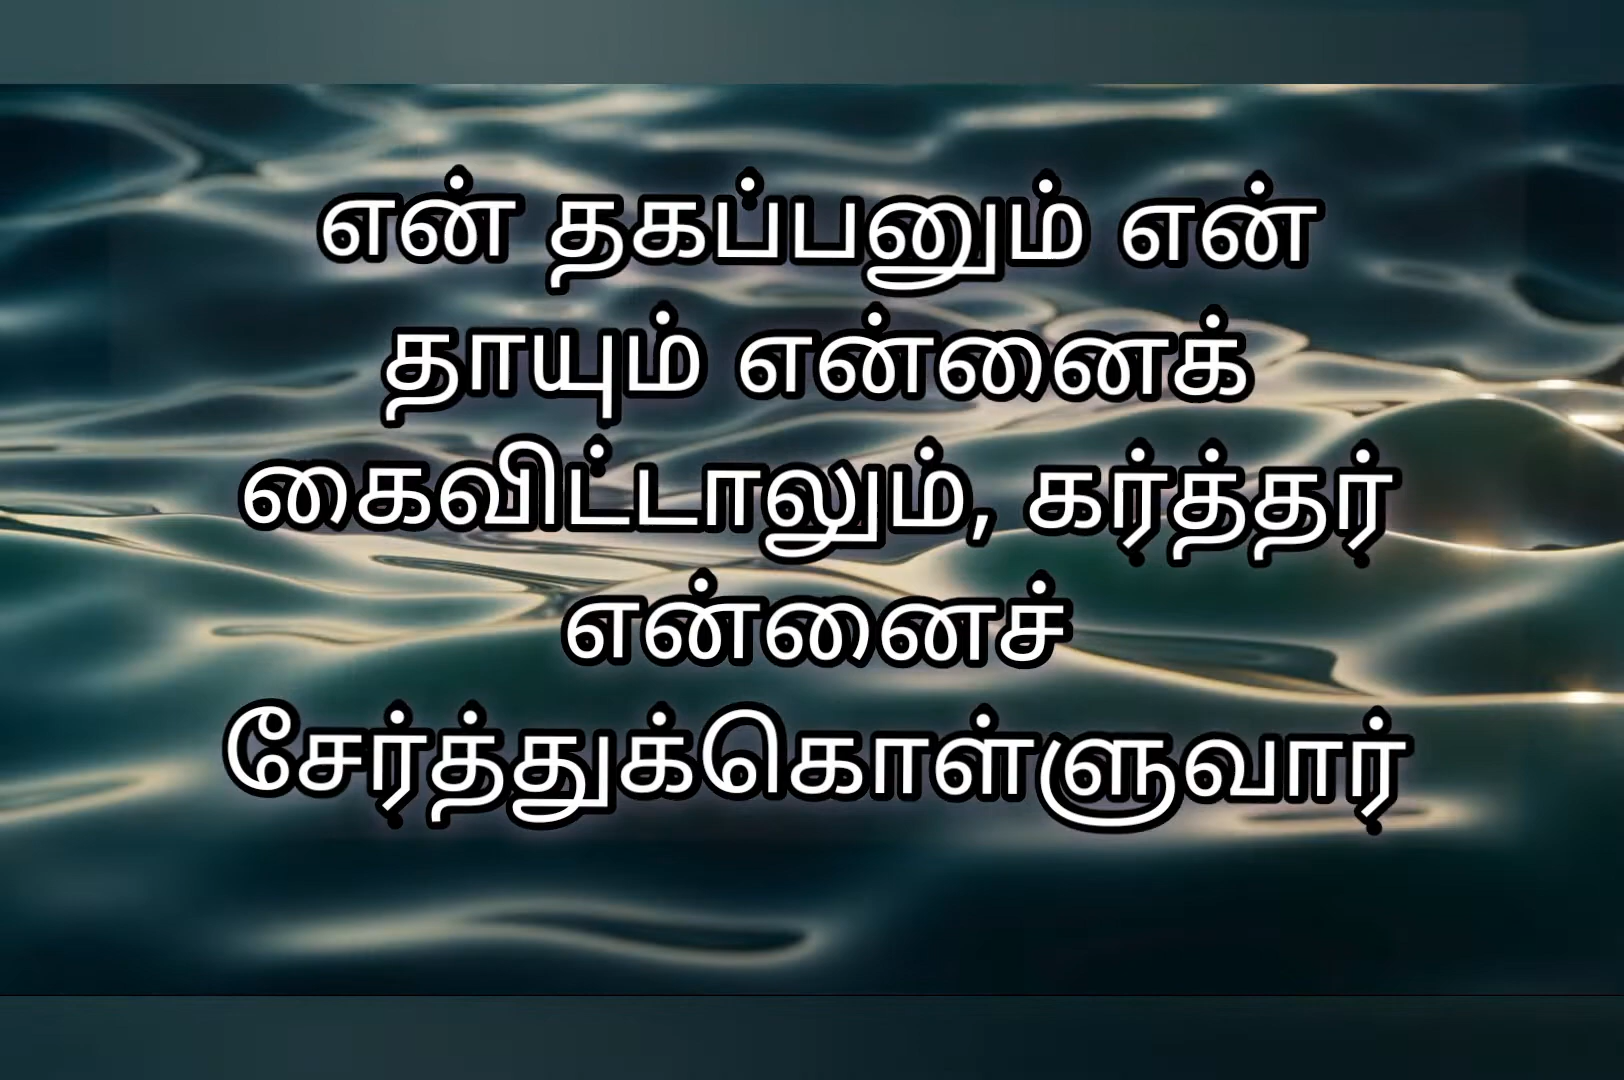 என் தகப்பனும் என்
தாயும் என்னைக்
கைவிட்டாலும், கர்த்தர்
என்னைச்
சேர்த்துக்கொள்ளுவார்